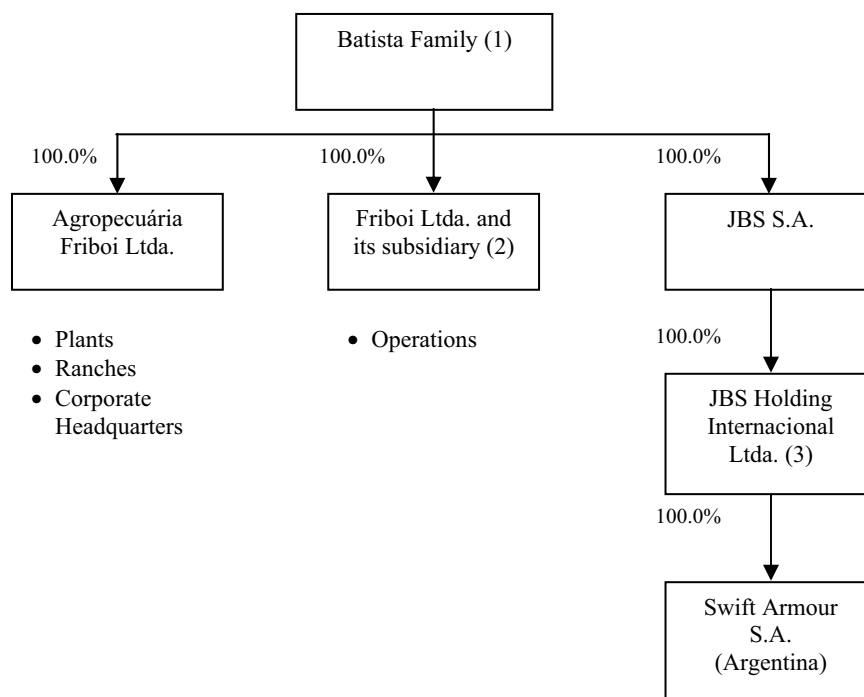 Batista Family (1)
100.0%
100.0%
100.0%
Agropecuária
Friboi Ltda.
Friboi Ltda. and
its subsidiary (2)
JBS S.A.
• Plants
• Ranches
• Corporate
Headquarters
• Operations
100.0%
JBS Holding
Internacional
Ltda. (3)
100.0%
Swift Armour
S.A.
(Argentina)